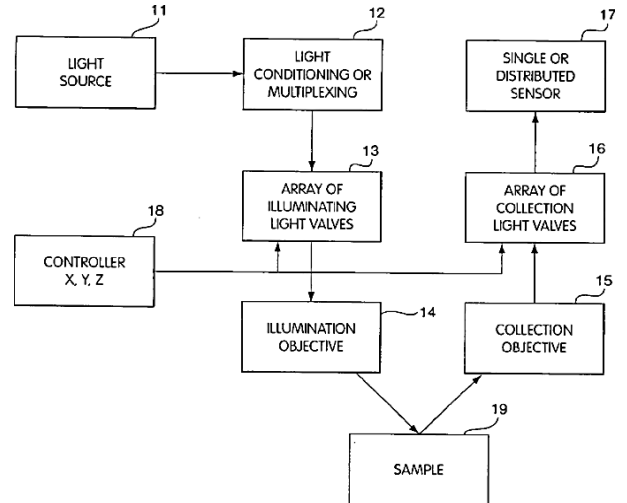 11
LIGHT
SOURCE
12
LIGHT
CONDITIONING OR
MULTIPLEXING
17
SINGLE OR
DISTRIBUTED
SENSOR
13
ARRAY OF
ILLUMINATING
LIGHT VALVES
16
ARRAY OF
COLLECTION
LIGHT VALVES
18
CONTROLLER
X, Y, Z
14
ILLUMINATION
OBJECTIVE
15
COLLECTION
OBJECTIVE
19
SAMPLE